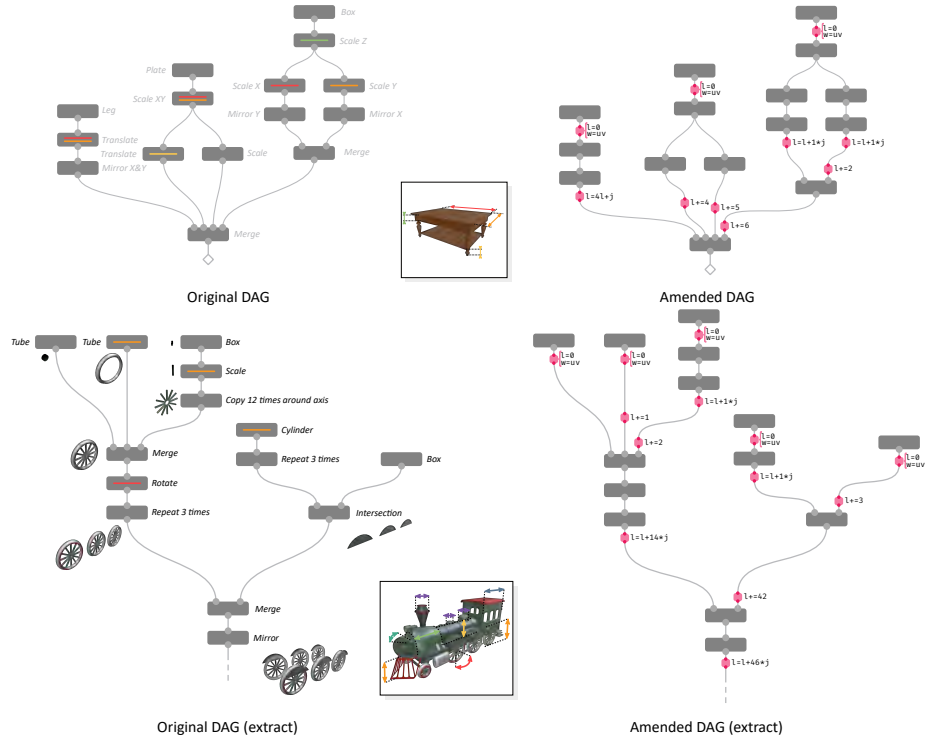 Box
Scale Z
Plate
Scale X
Scale Y
Scale XY
Leg
Mirror Y
Mirror X
Translate
Translate
Scale
Merge
Mirror X&Y
Merge
Original DAG
l=0
w=uv
l=0
w=uv
l=0
w=uv
l=l+1*j
l=l+1*j
l+=2
l=4l+j
l+=4
l+=5
l+=6
Amended DAG
Tube
Tube
Box
Scale
Copy 12 times around axis
Cylinder
Merge
Repeat 3 times
Box
Rotate
Repeat 3 times
Intersection
Merge
Mirror
Original DAG (extract)
l=0
w=uv
l=0
w=uv
l=0
w=uv
l=l+1*j
l+=1
l+=2
l=0
w=uv
l=0
w=uv
l=l+1*j
l+=3
l=l+14*j
l+=42
l=l+46*j
Amended DAG (extract)